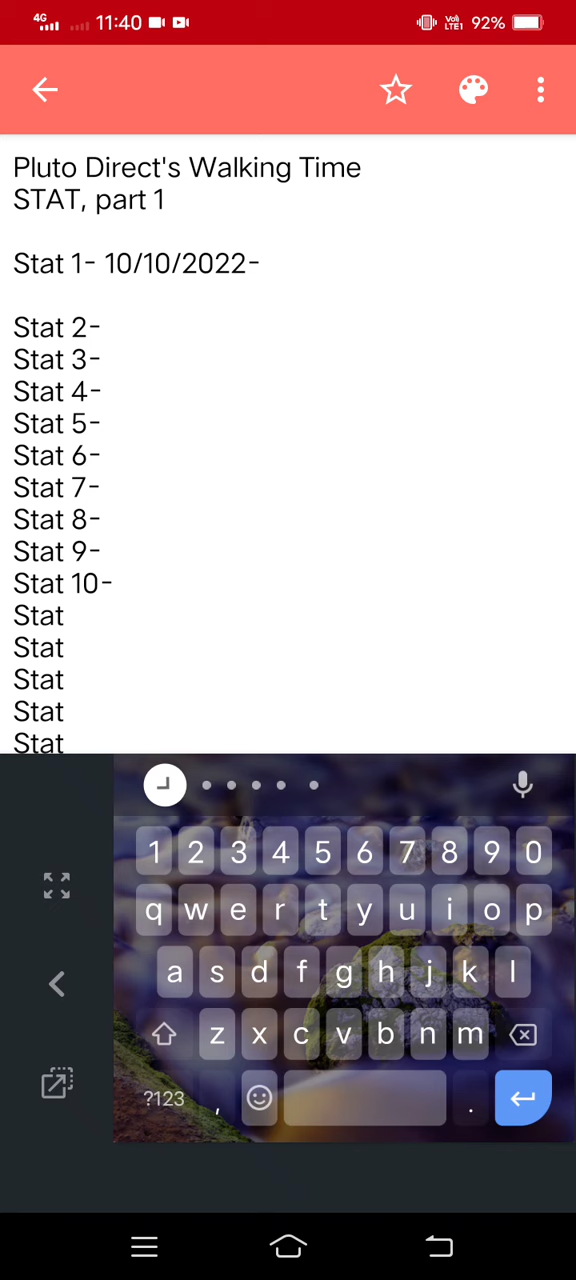 4G 11:40 Vo) LTE1 92%
Pluto Direct's Walking Time
STAT, part 1
Stat 1- 10/10/2022-
Stat 2-
Stat 3-
Stat 4-
Stat 5-
Stat 6-
Stat 7-
Stat 8-
Stat 9-
Stat 10-
Stat
Stat
Stat
Stat
Stat
1 2 3 4 5 6 7 8 9 0
q w e r t y u i o p
a s d f g h j k l
z x c v b n m
?123 , .